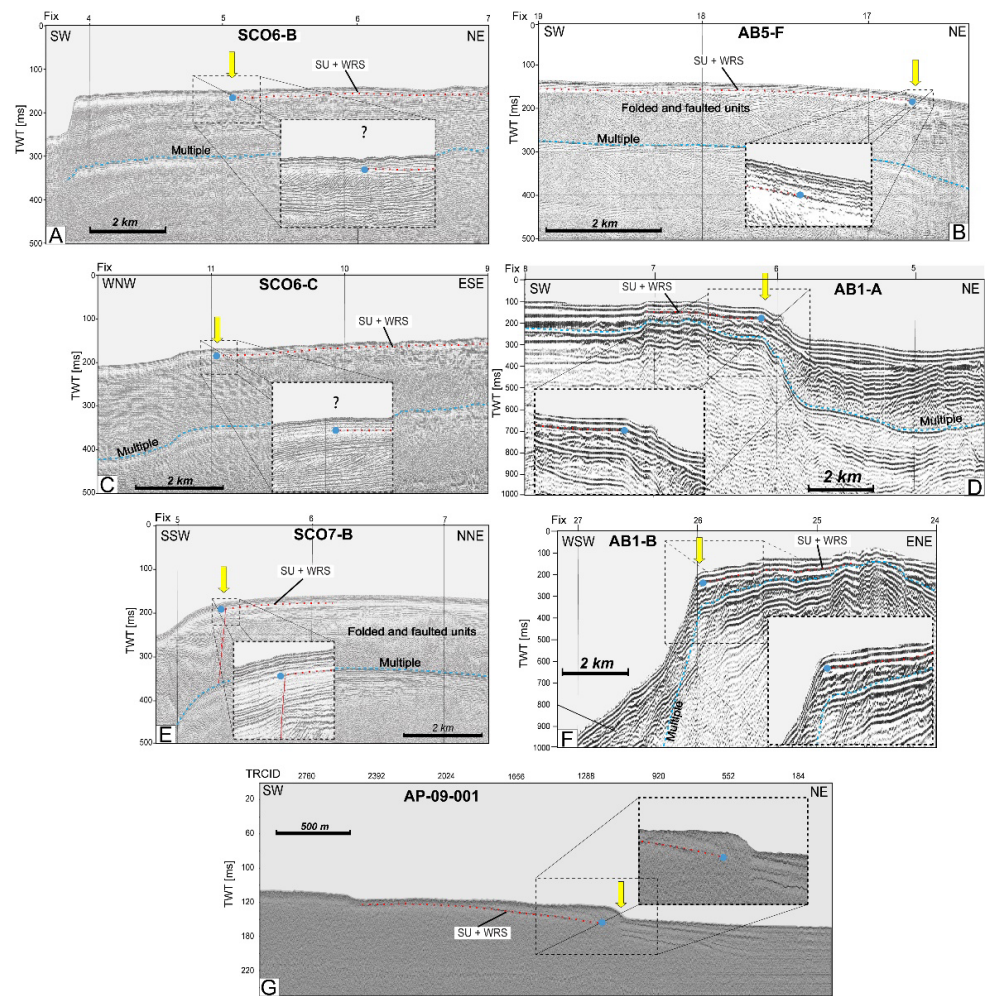 Fix 4 5 6 7
SW SCO6-B NE
SU + WRS
?
Multiple
TWT [ms]
0
100
200
300
400
500
2 km
A
19 18 17
SW AB5-F NE
SU + WRS
Folded and faulted units
Multiple
TWT [ms]
0
100
200
300
400
500
2 km
B
Fix 11 10 9
WNW SCO6-C ESE
SU + WRS
?
Multiple
TWT [ms]
0
100
200
300
400
500
2 km
C
Fix 8 7 6 5
SW AB1-A NE
SU + WRS
Multiple
TWT [ms]
0
100
200
300
400
500
600
700
800
900
1000
2 km
D
Fix 5 6 7
SSW SCO7-B NNE
SU + WRS
Folded and faulted units
Multiple
TWT [ms]
0
100
200
300
400
500
2 km
E
Fix 27 26 25 24
WSW AB1-B ENE
SU + WRS
Multiple
TWT [ms]
0
100
200
300
400
500
600
700
800
900
1000
2 km
F
TRCID 2760 2392 2024 1656 1288 920 552 184
SW AP-09-001 NE
500 m
SU + WRS
TWT [ms]
20
60
100
120
180
220
G